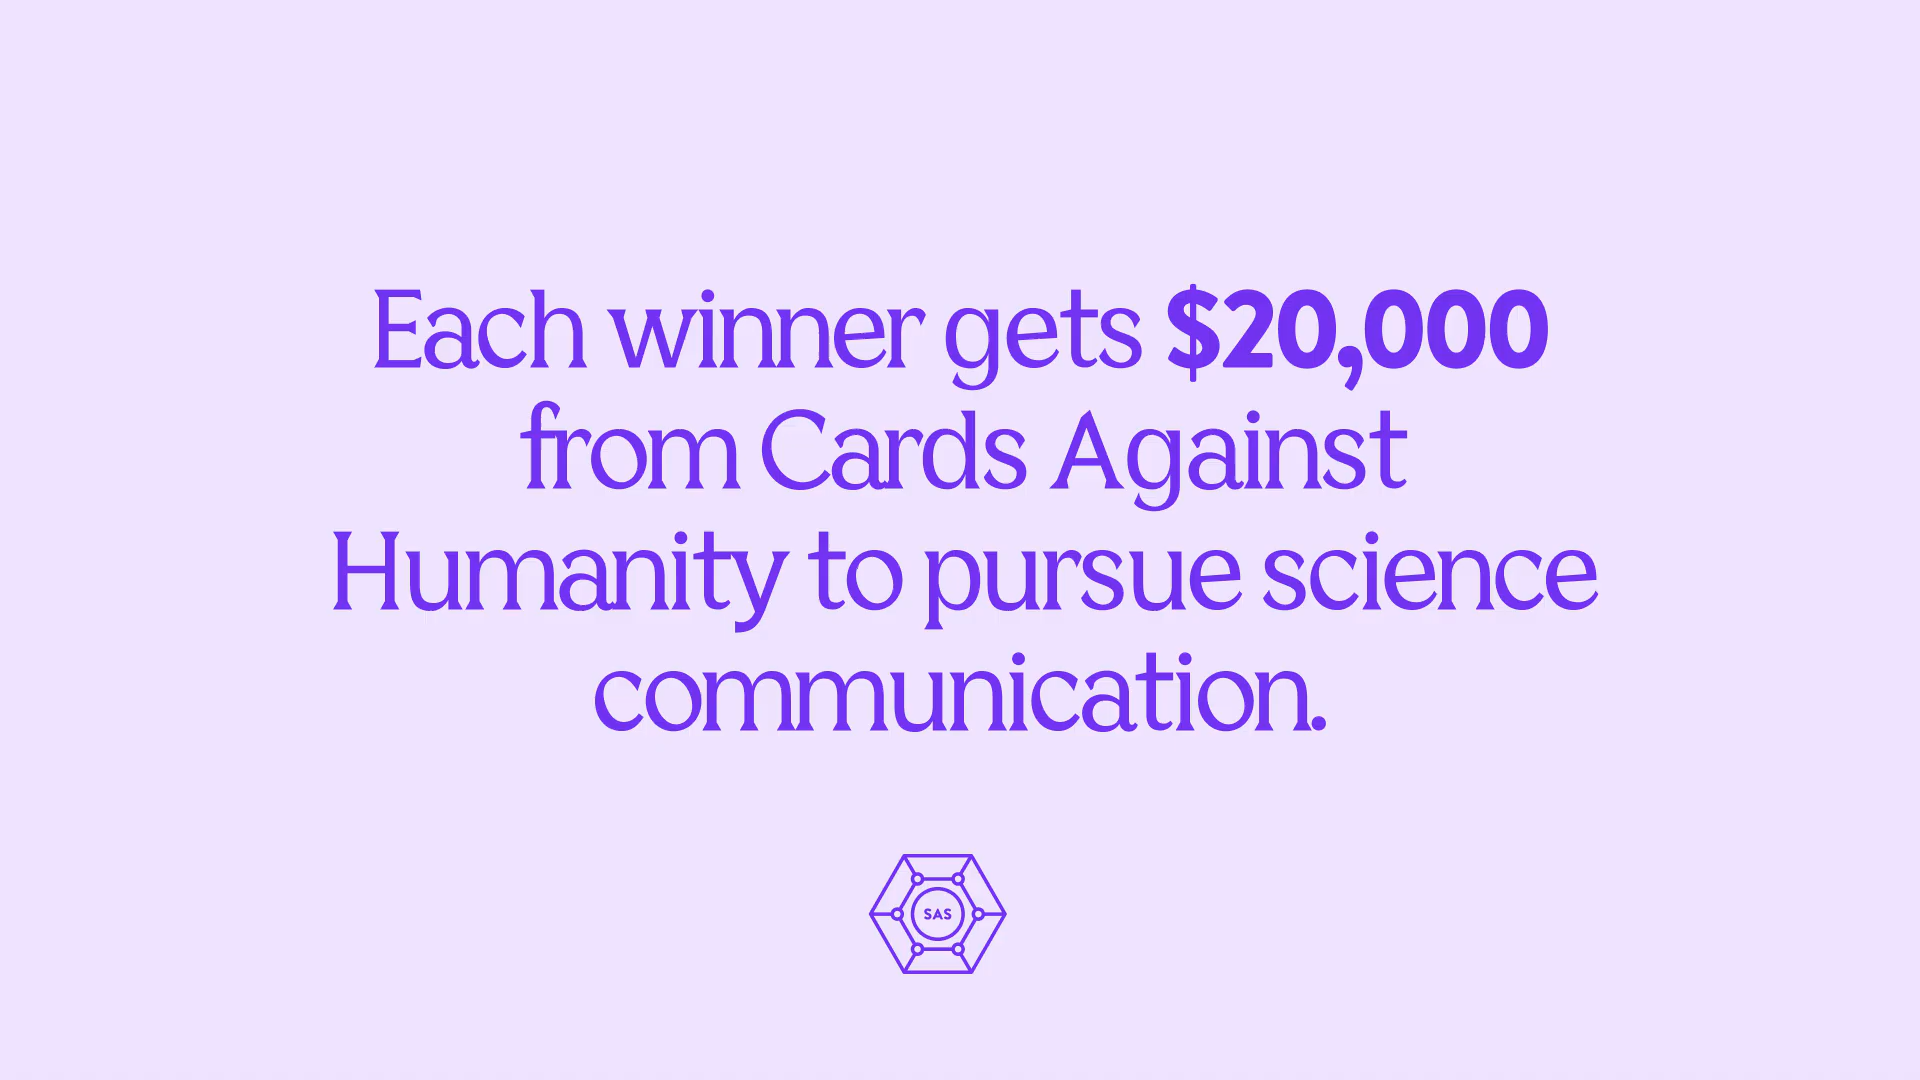 Each winner gets $20,000
from Cards Against
Humanity to pursue science
communication.
SAS